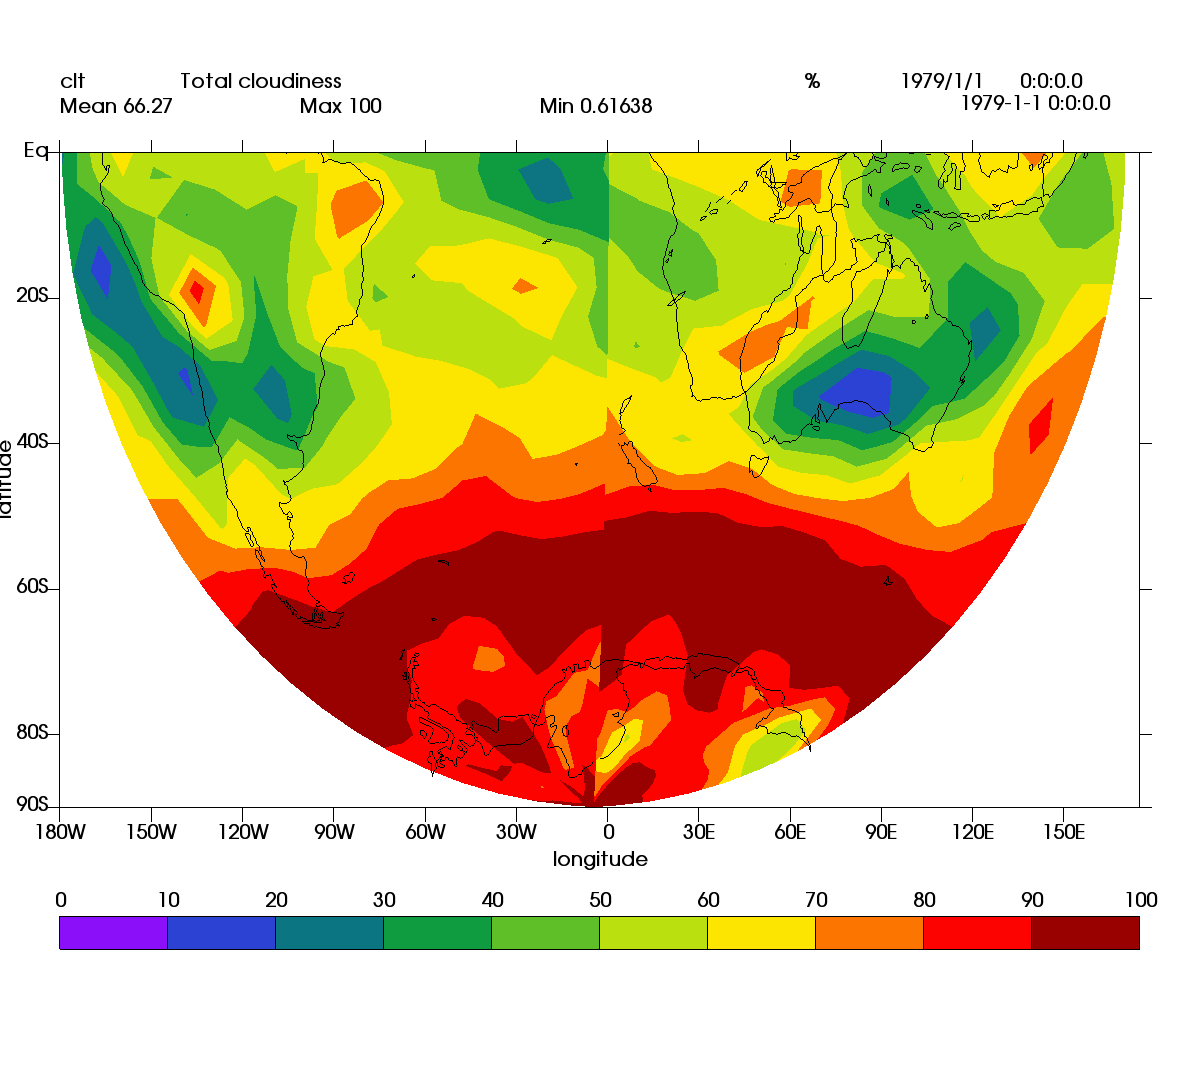 clt Total cloudiness % 1979/1/1 0:0:0.0
Mean 66.27 Max 100 Min 0.61638 1979-1-1 0:0:0.0
Eq
20S
40S
latitude
60S
80S
90S
180W 150W 120W 90W 60W 30W 0 30E 60E 90E 120E 150E
longitude
0 10 20 30 40 50 60 70 80 90 100